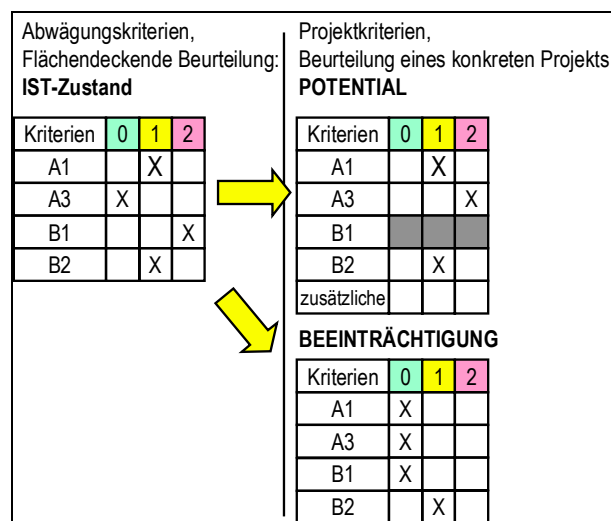 Abwägungskriterien,
Flächendeckende Beurteilung:
IST-Zustand
Kriterien 0 1 2
A1 X
A3 X
B1 X
B2 X
Projektkriterien,
Beurteilung eines konkreten Projekts
POTENTIAL
Kriterien 0 1 2
A1 X
A3 X
B1
B2 X
zusätzliche
BEEINTRÄCHTIGUNG
Kriterien 0 1 2
A1 X
A3 X
B1 X
B2 X